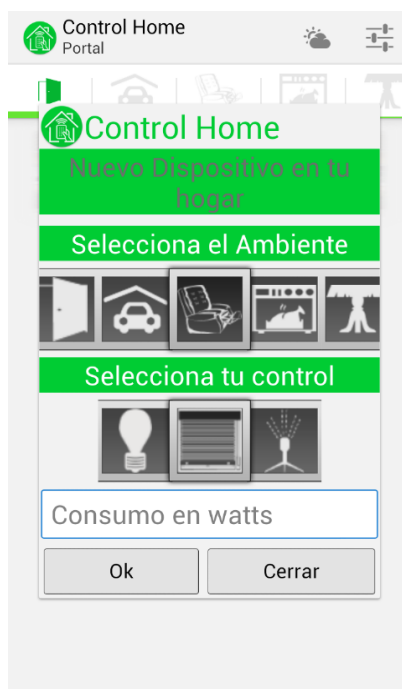 Control Home
Portal
Control Home
Nuevo Dispositivo en tu
hogar
Selecciona el Ambiente
Selecciona tu control
Consumo en watts
Ok
Cerrar